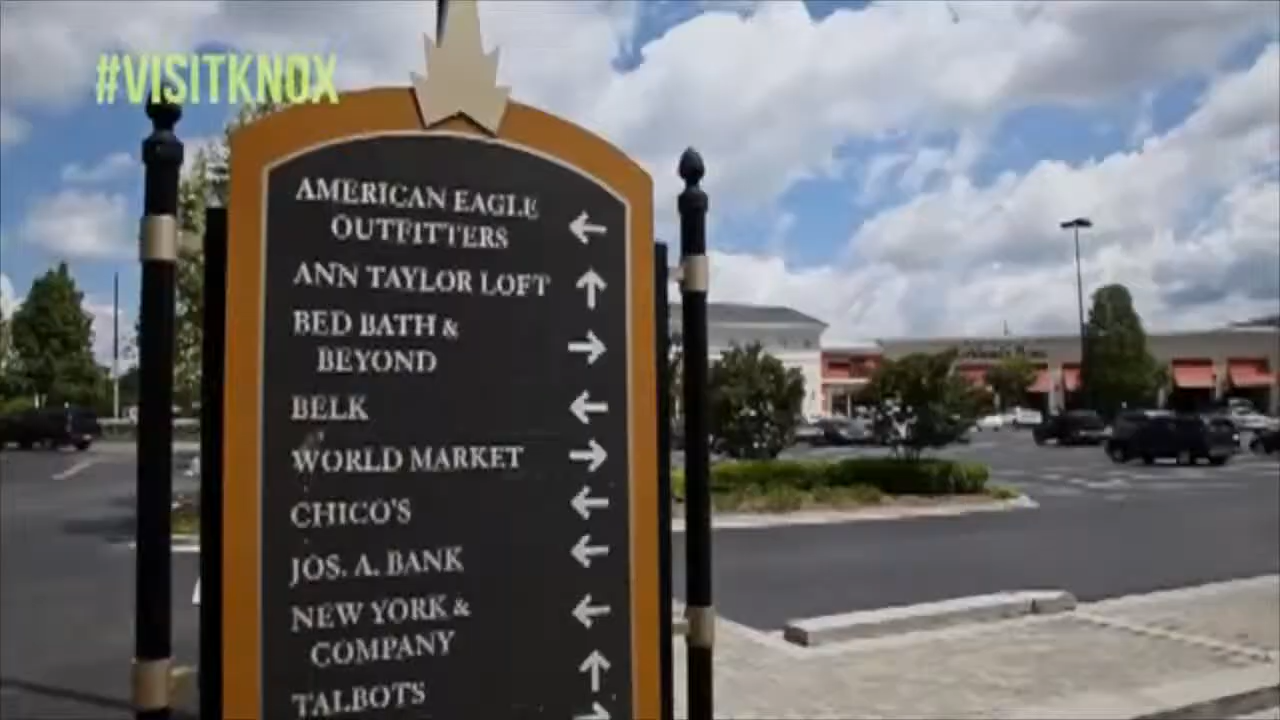 #VISITKNOX
AMERICAN EAGLE
OUTFITTERS
ANN TAYLOR LOFT
BED BATH &
BEYOND
BELK
WORLD MARKET
CHICO'S
JOS. A. BANK
NEW YORK &
COMPANY
TALBOTS